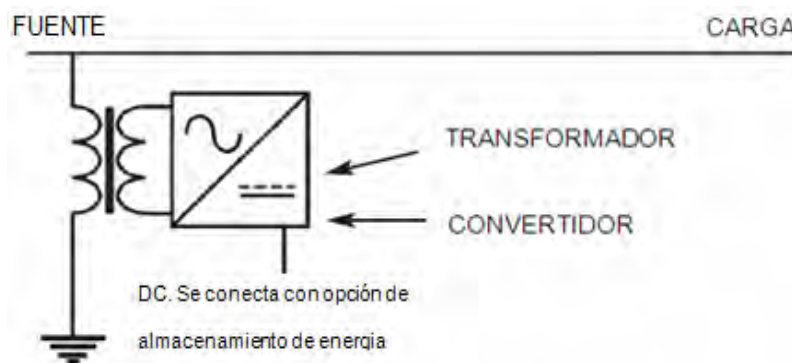 FUENTE
CARGA
TRANSFORMADOR
CONVERTIDOR
DC. Se conecta con opción de
almacenamiento de energia